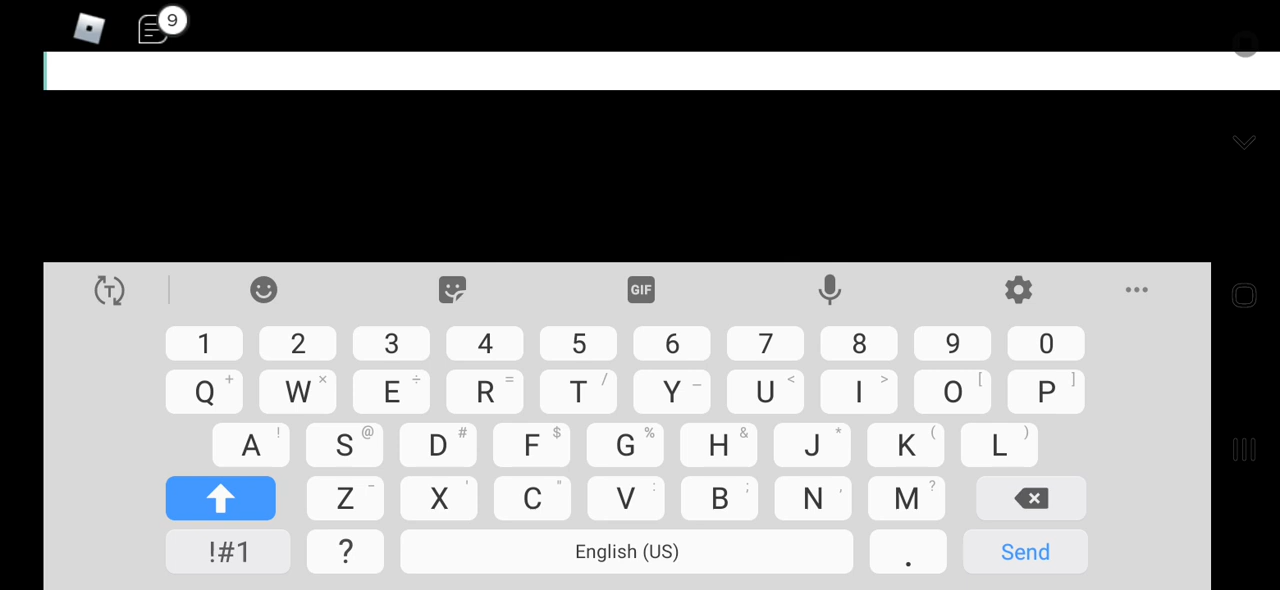 9
GIF
1 2 3 4 5 6 7 8 9 0
Q + W × E ÷ R = T / Y _ U < I > O [ P ]
A ! S @ D # F $ G % H & J * K ( L )
Z - X ' C " V : B ; N , M ?
!#1 ? English (US) . Send